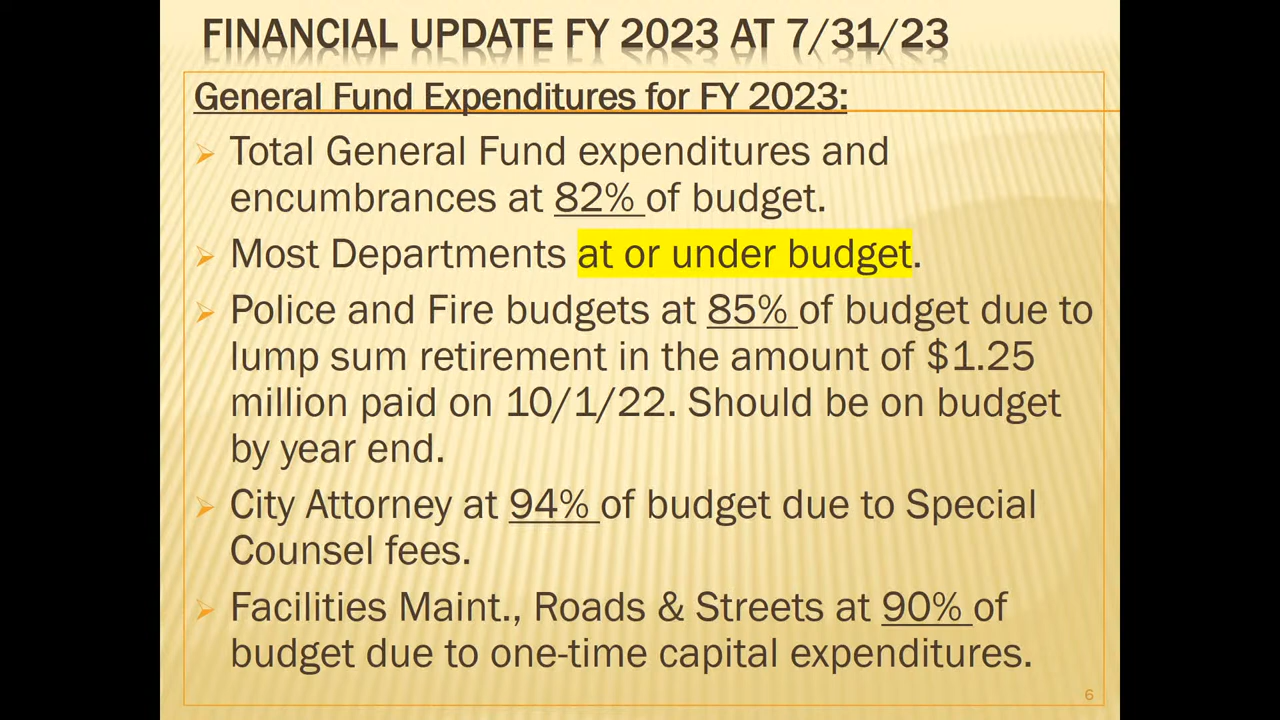 FINANCIAL UPDATE FY 2023 AT 7/31/23
General Fund Expenditures for FY 2023:
Total General Fund expenditures and
encumbrances at 82% of budget.
Most Departments at or under budget.
Police and Fire budgets at 85% of budget due to
lump sum retirement in the amount of $1.25
million paid on 10/1/22. Should be on budget
by year end.
City Attorney at 94% of budget due to Special
Counsel fees.
Facilities Maint., Roads & Streets at 90% of
budget due to one-time capital expenditures.
6